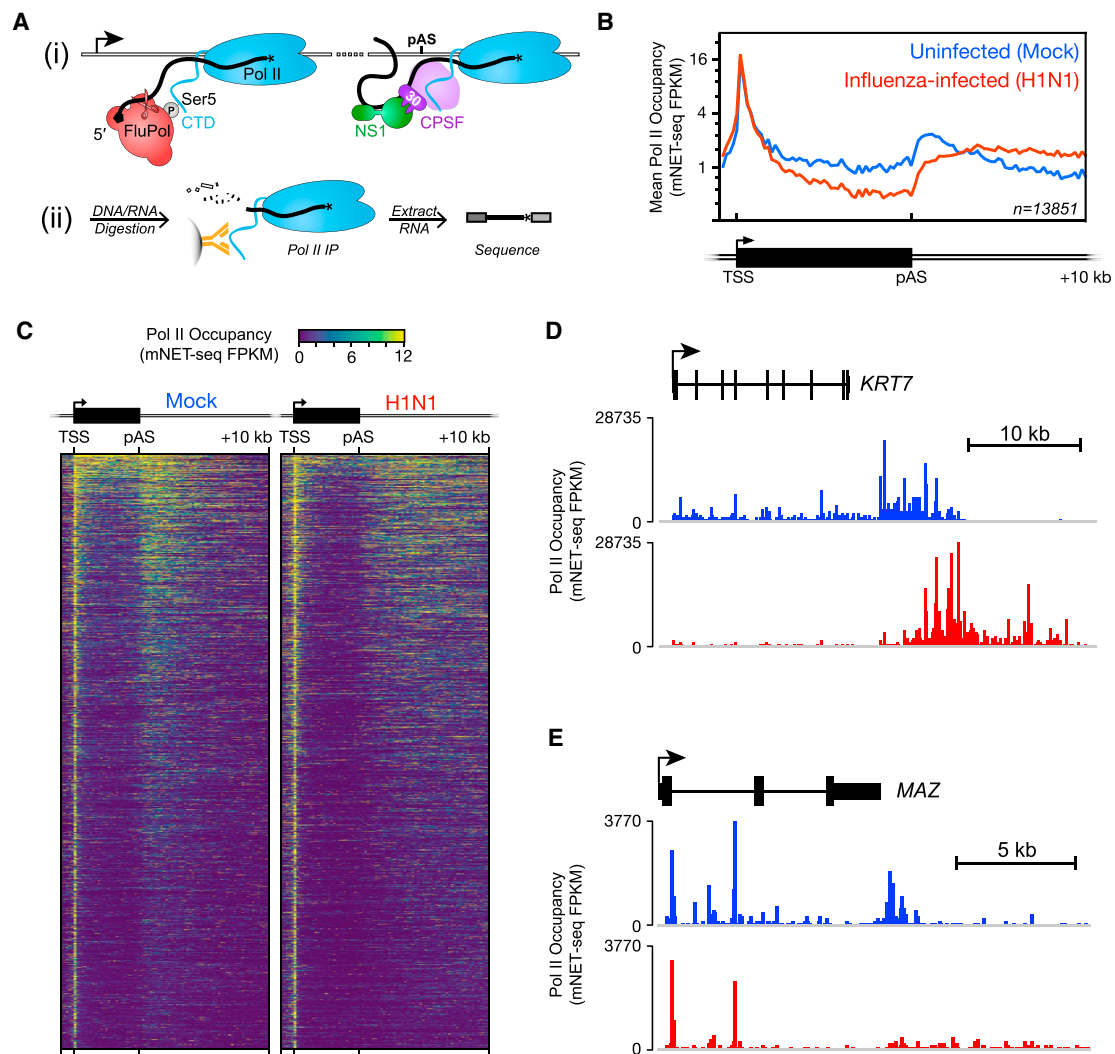 A
(i)
pAS
Pol II
Ser5
P
CTD
5′
FluPol
30
NS1
CPSF
(ii)
DNA/RNA
Digestion
Pol II IP
Extract
RNA
Sequence
B
Mean Pol II Occupancy
(mNET-seq FPKM)
16
4
1
Uninfected (Mock)
Influenza-infected (H1N1)
n=13851
TSS
pAS
+10 kb
C
Pol II Occupancy
(mNET-seq FPKM)
0
6
12
Mock
H1N1
TSS
pAS
+10 kb
TSS
pAS
+10 kb
D
KRT7
Pol II Occupancy
(mNET-seq FPKM)
28735
0
10 kb
28735
0
E
MAZ
Pol II Occupancy
(mNET-seq FPKM)
3770
0
5 kb
3770
0